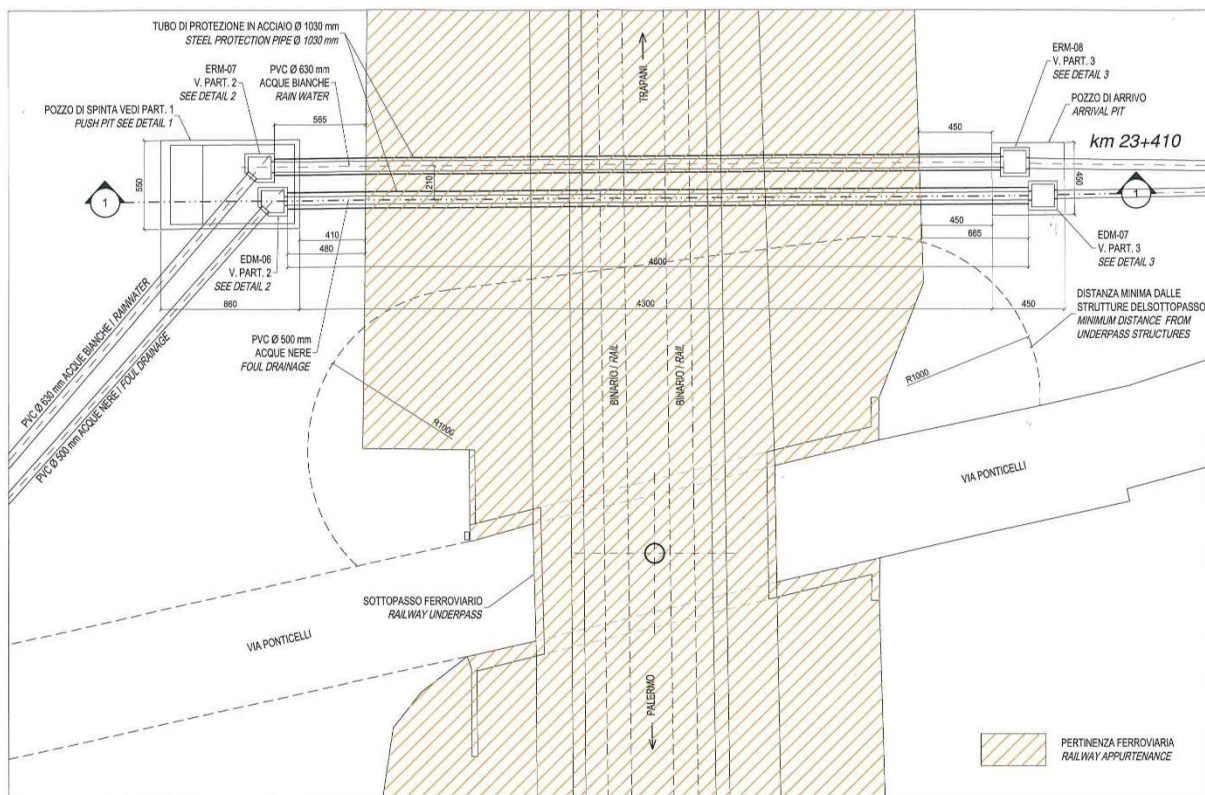 TUBO DI PROTEZIONE IN ACCIAIO Ø 1030 mm
STEEL PROTECTION PIPE Ø 1030 mm
ERM-07
V. PART. 2
SEE DETAIL 2
PVC Ø 630 mm
ACQUE BIANCHE
RAIN WATER
POZZO DI SPINTA VEDI PART. 1
PUSH PIT SEE DETAIL 1
565
TRAPANI
450
ERM-08
V. PART. 3
SEE DETAIL 3
POZZO DI ARRIVO
ARRIVAL PIT
km 23+410
550
210
450
1
1
410
480
450
665
4600
860
4300
450
EDM-06
V. PART. 2
SEE DETAIL 2
EDM-07
V. PART. 3
SEE DETAIL 3
PVC Ø 500 mm
ACQUE NERE
FOUL DRAINAGE
DISTANZA MINIMA DALLE
STRUTTURE DELSOTTOPASSO
MINIMUM DISTANCE FROM
UNDERPASS STRUCTURES
PVC Ø 630 mm ACQUE BIANCHE / RAINWATER
PVC Ø 500 mm ACQUE NERE / FOUL DRAINAGE
BINARIO / RAIL
BINARIO / RAIL
R1000
R1000
VIA PONTICELLI
SOTTOPASSO FERROVIARIO
RAILWAY UNDERPASS
VIA PONTICELLI
PALERMO
PERTINENZA FERROVIARIA
RAILWAY APPURTENANCE